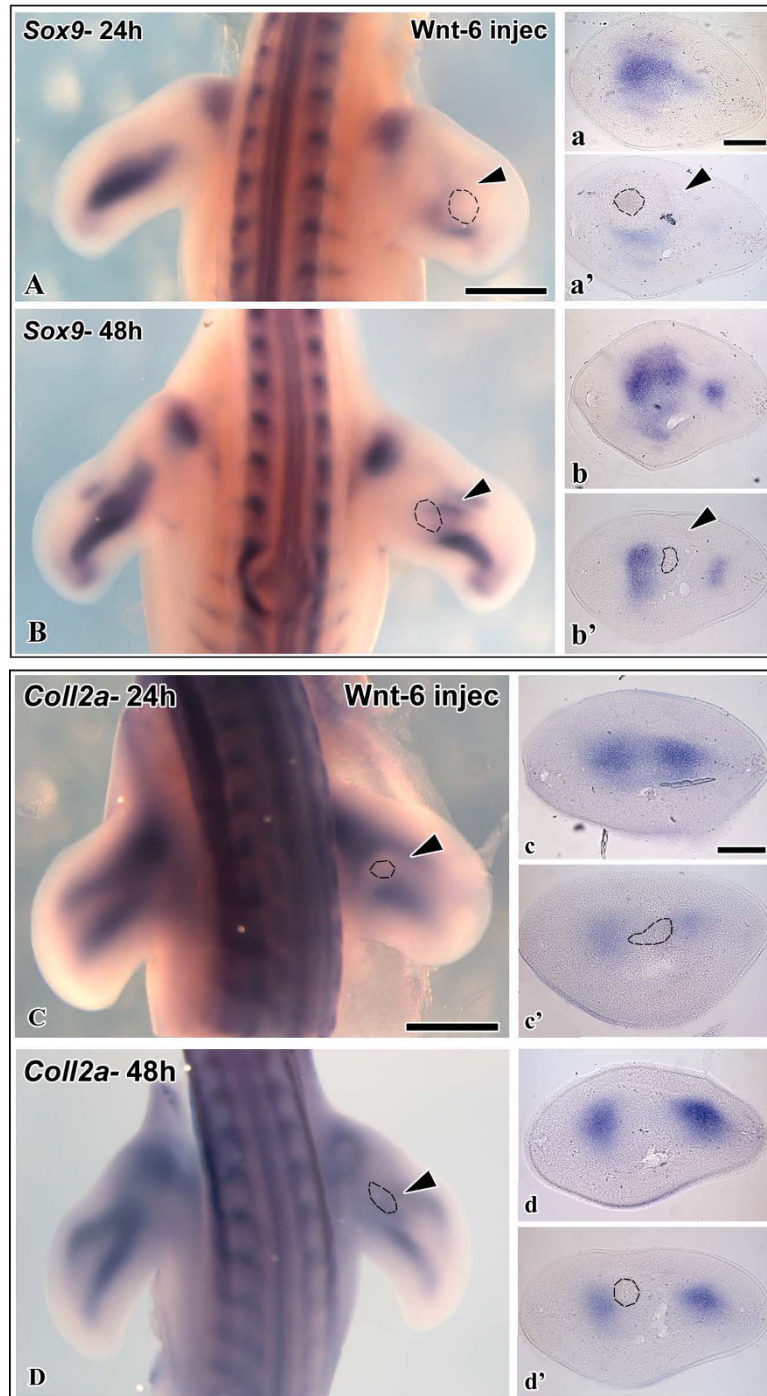 Sox9- 24h Wnt-6 injec
a
a’
A
Sox9- 48h
b
b’
B
Coll2a- 24h Wnt-6 injec
c
c’
C
Coll2a- 48h
d
d’
D